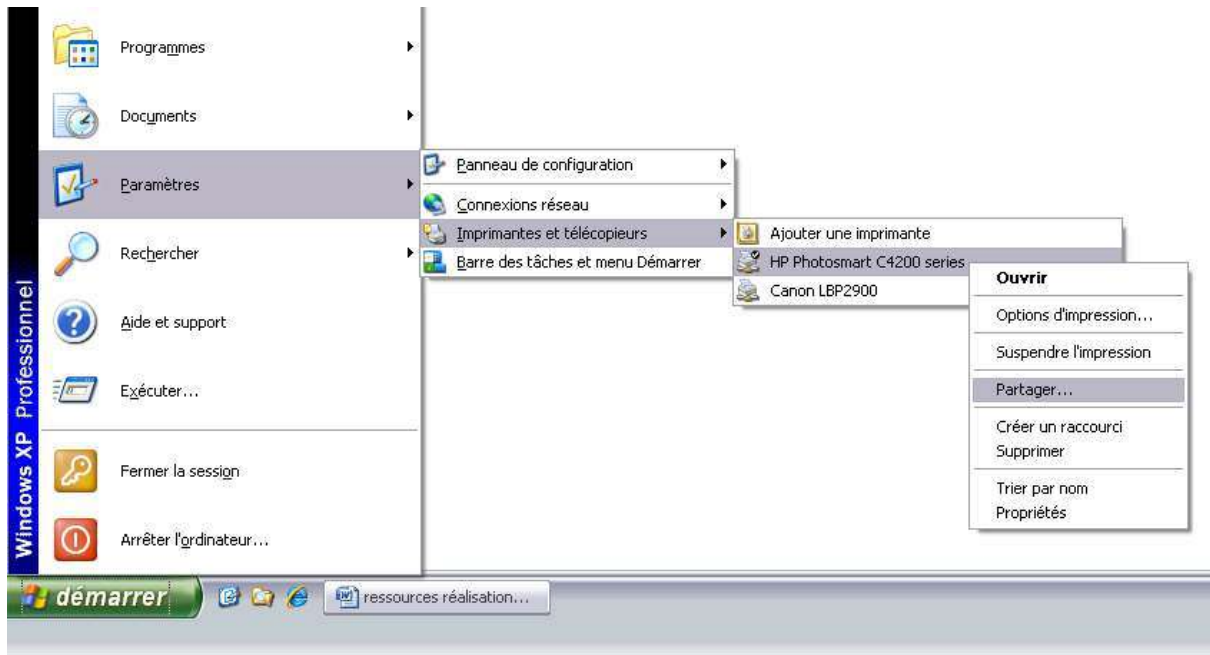 Programmes
Documents
Paramètres
Rechercher
Aide et support
Exécuter...
Fermer la session
Arrêter l'ordinateur...
Windows XP Professionnel
Panneau de configuration
Connexions réseau
Imprimantes et télécopieurs
Barre des tâches et menu Démarrer
Ajouter une imprimante
HP Photosmart C4200 series
Canon LBP2900
Ouvrir
Options d'impression...
Suspendre l'impression
Partager...
Créer un raccourci
Supprimer
Trier par nom
Propriétés
démarrer
ressources réalisation...